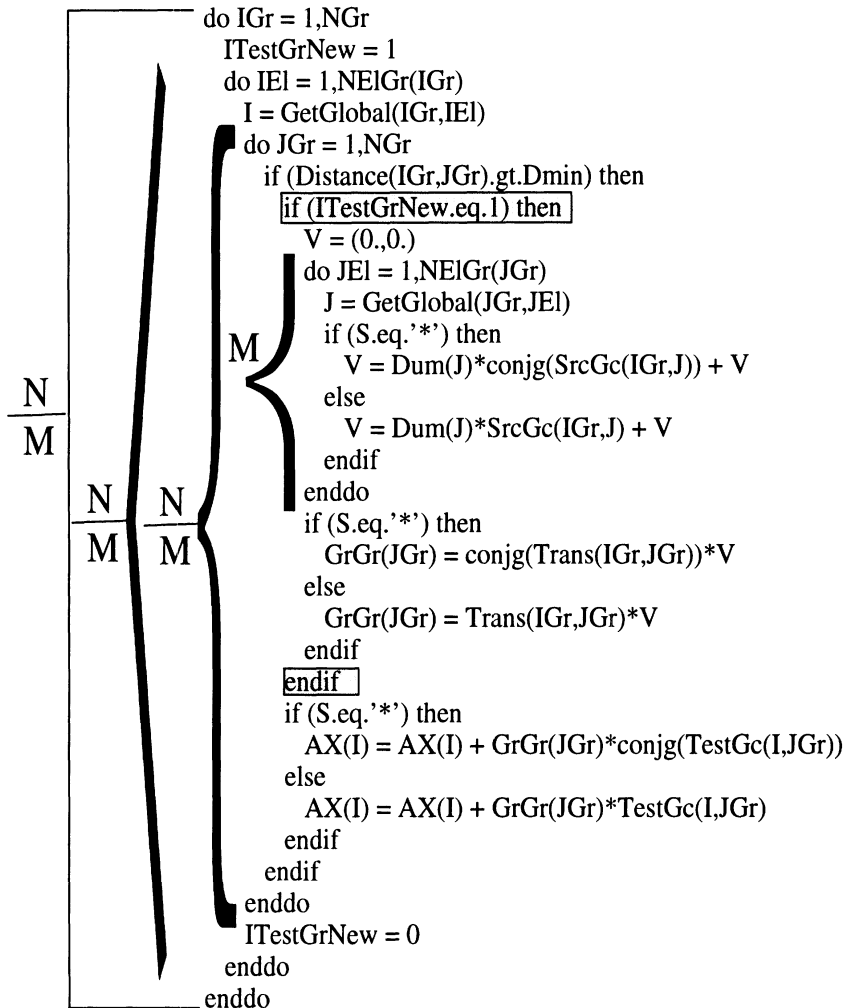 do IGr = 1,NGr
ITestGrNew = 1
do IEl = 1,NElGr(IGr)
I = GetGlobal(IGr,IEl)
do JGr = 1,NGr
if (Distance(IGr,JGr).gt.Dmin) then
if (ITestGrNew.eq.1) then
V = (0.,0.)
do JEl = 1,NElGr(JGr)
J = GetGlobal(JGr,JEl)
if (S.eq.'*') then
M
V = Dum(J)*conjg(SrcGc(IGr,J)) + V
N
M
else
V = Dum(J)*SrcGc(IGr,J) + V
endif
enddo
N
M
N
M
if (S.eq.'*') then
GrGr(JGr) = conjg(Trans(IGr,JGr))*V
else
GrGr(JGr) = Trans(IGr,JGr)*V
endif
endif
if (S.eq.'*') then
AX(I) = AX(I) + GrGr(JGr)*conjg(TestGc(I,JGr))
else
AX(I) = AX(I) + GrGr(JGr)*TestGc(I,JGr)
endif
endif
enddo
ITestGrNew = 0
enddo
enddo